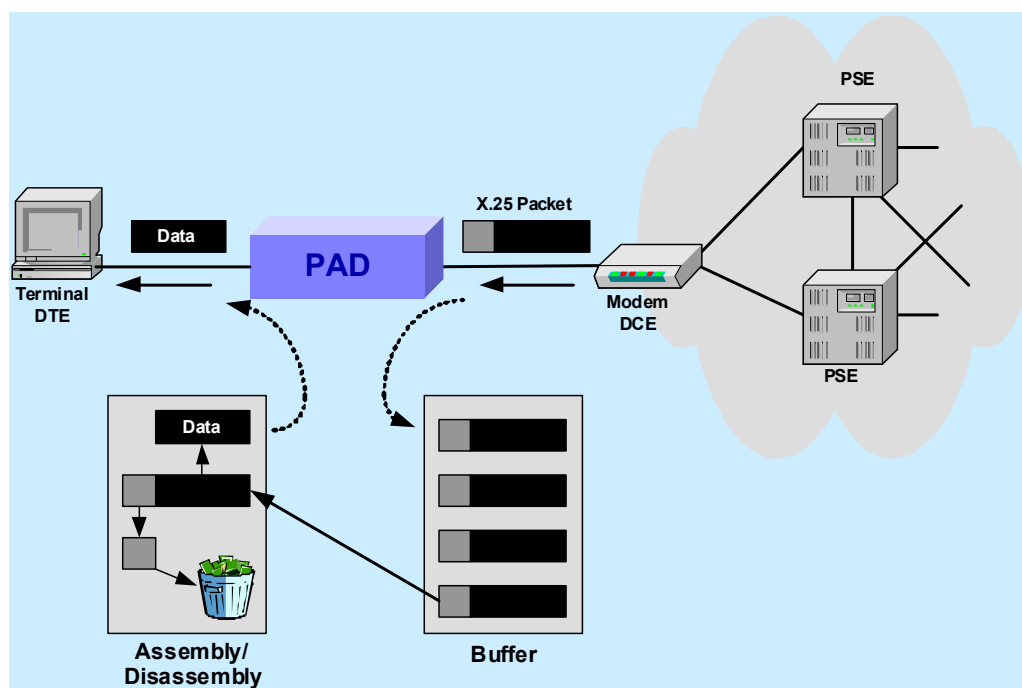 PSE
X.25 Packet
Data
PAD
Terminal
DTE
Modem
DCE
PSE
Data
Assembly/
Disassembly
Buffer